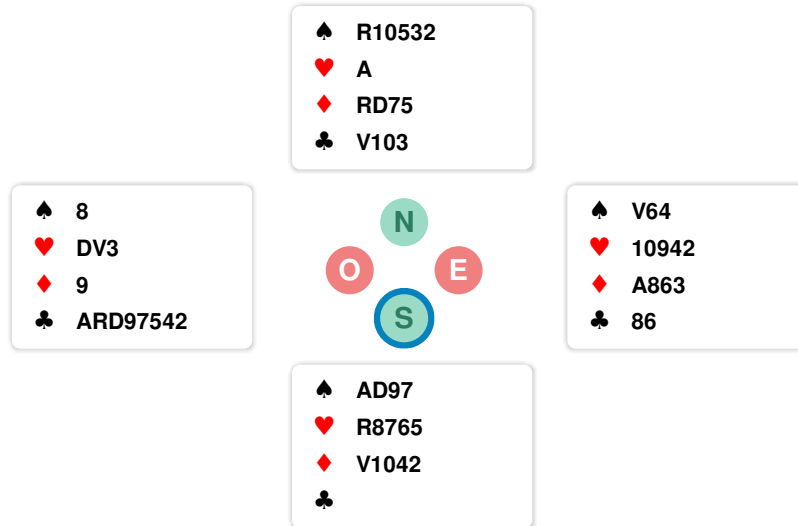 ♠ R10532
♥ A
♦ RD75
♣ V103
♠ 8
♥ DV3
♦ 9
♣ ARD97542
N
O
E
S
♠ V64
♥ 10942
♦ A863
♣ 86
♠ AD97
♥ R8765
♦ V1042
♣